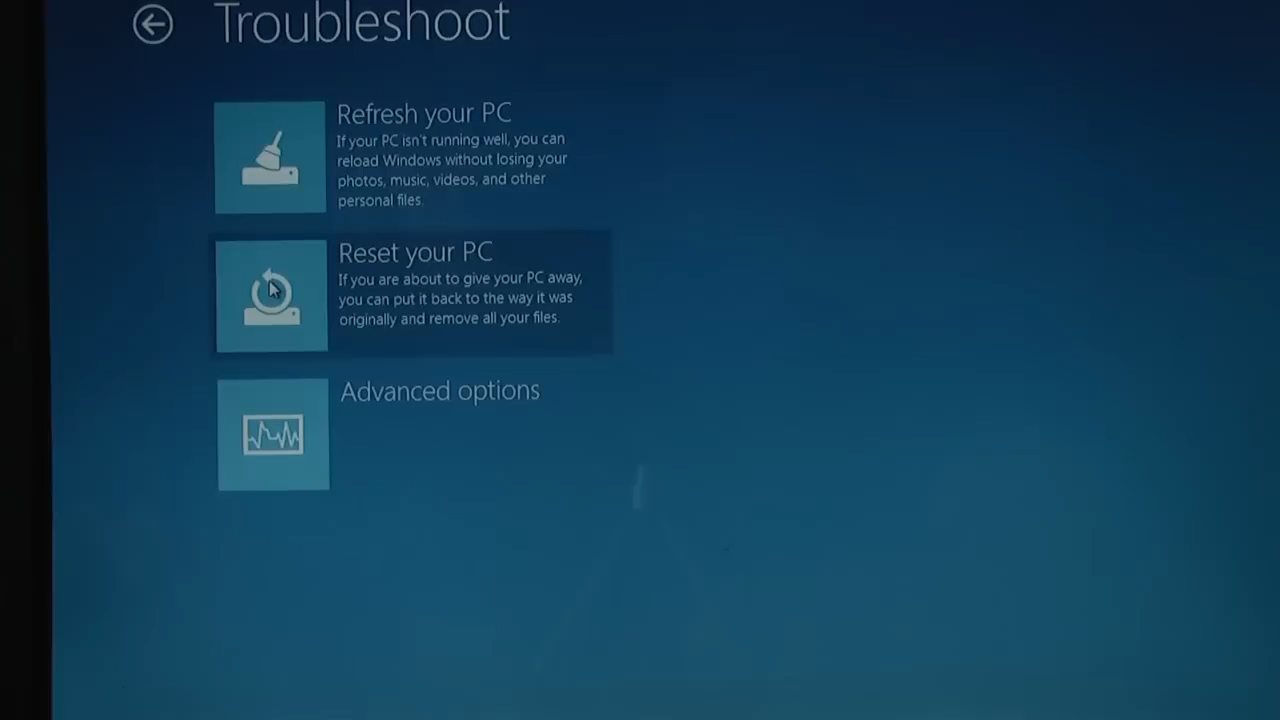 Troubleshoot
Refresh your PC
If your PC isn't running well, you can
reload Windows without losing your
photos, music, videos, and other
personal files.
Reset your PC
If you are about to give your PC away,
you can put it back to the way it was
originally and remove all your files.
Advanced options